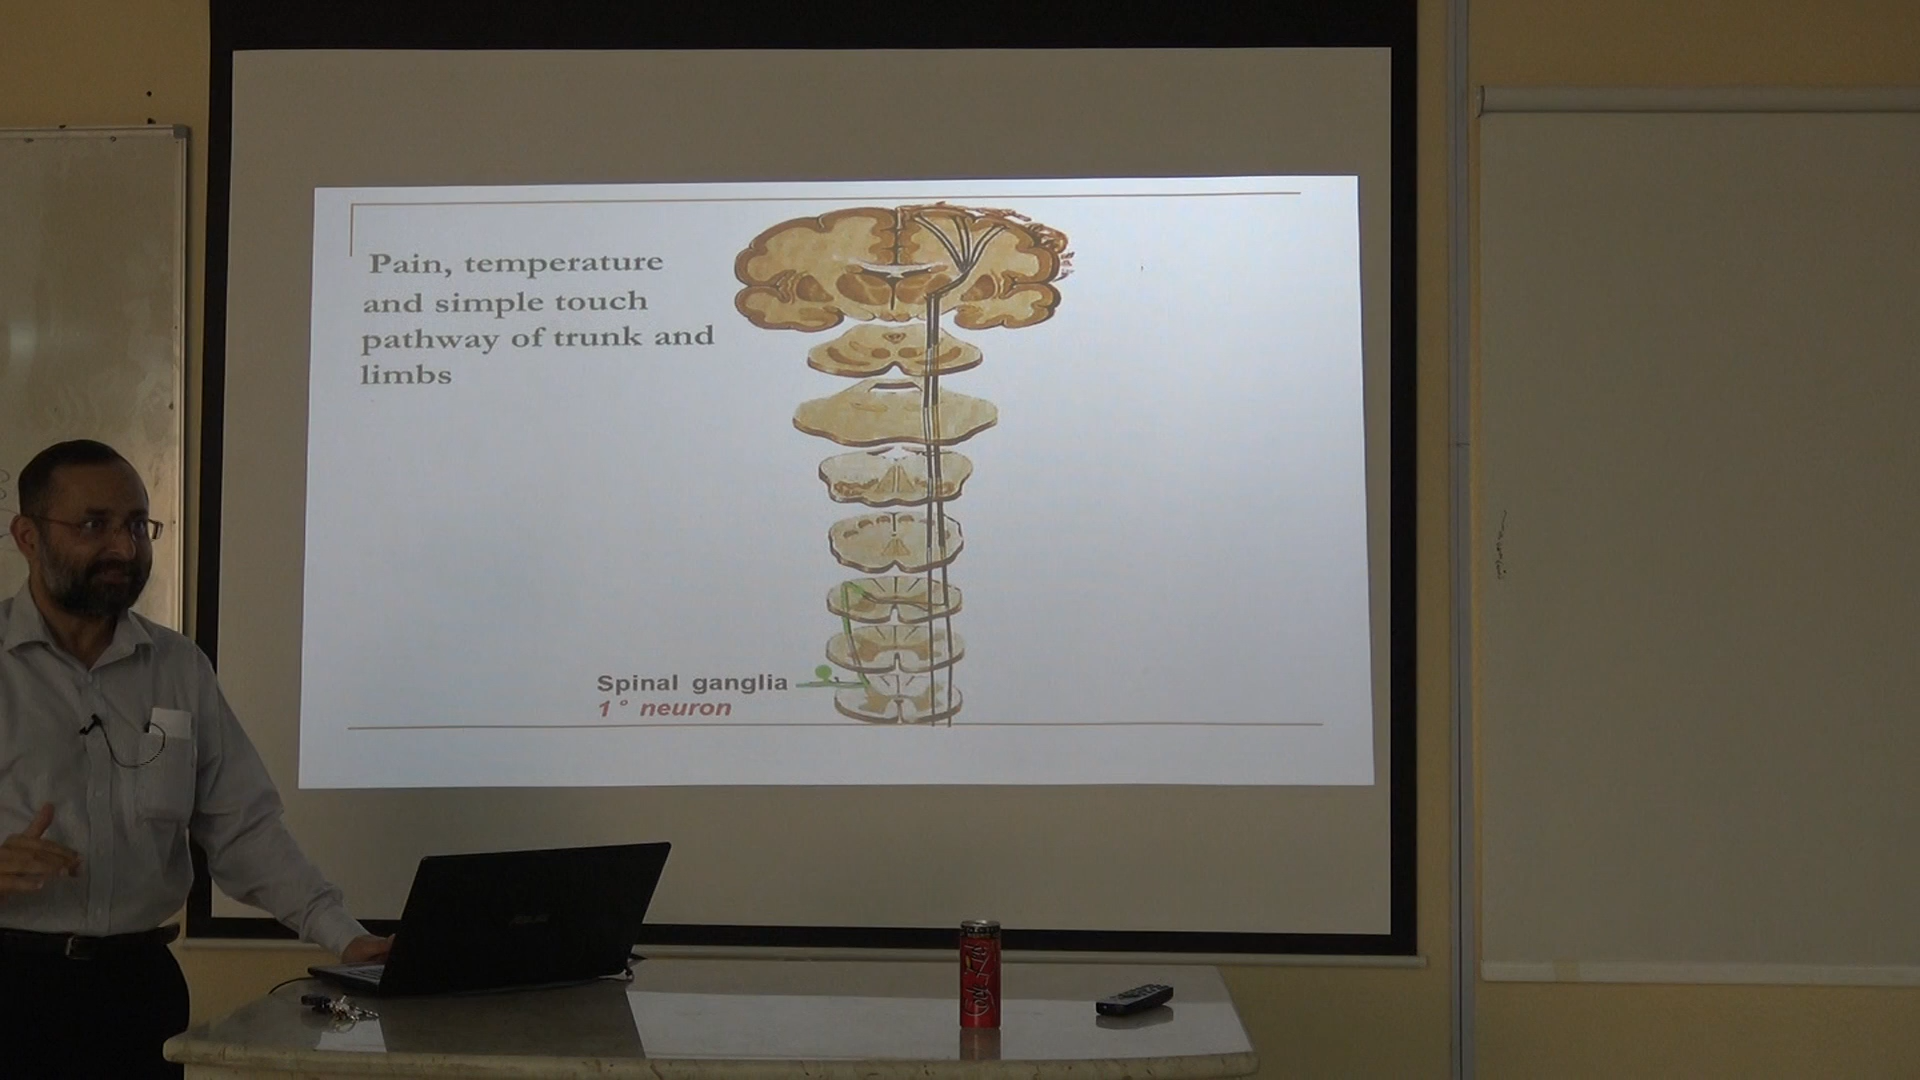 Pain, temperature
and simple touch
pathway of trunk and
limbs
Spinal ganglia
1° neuron